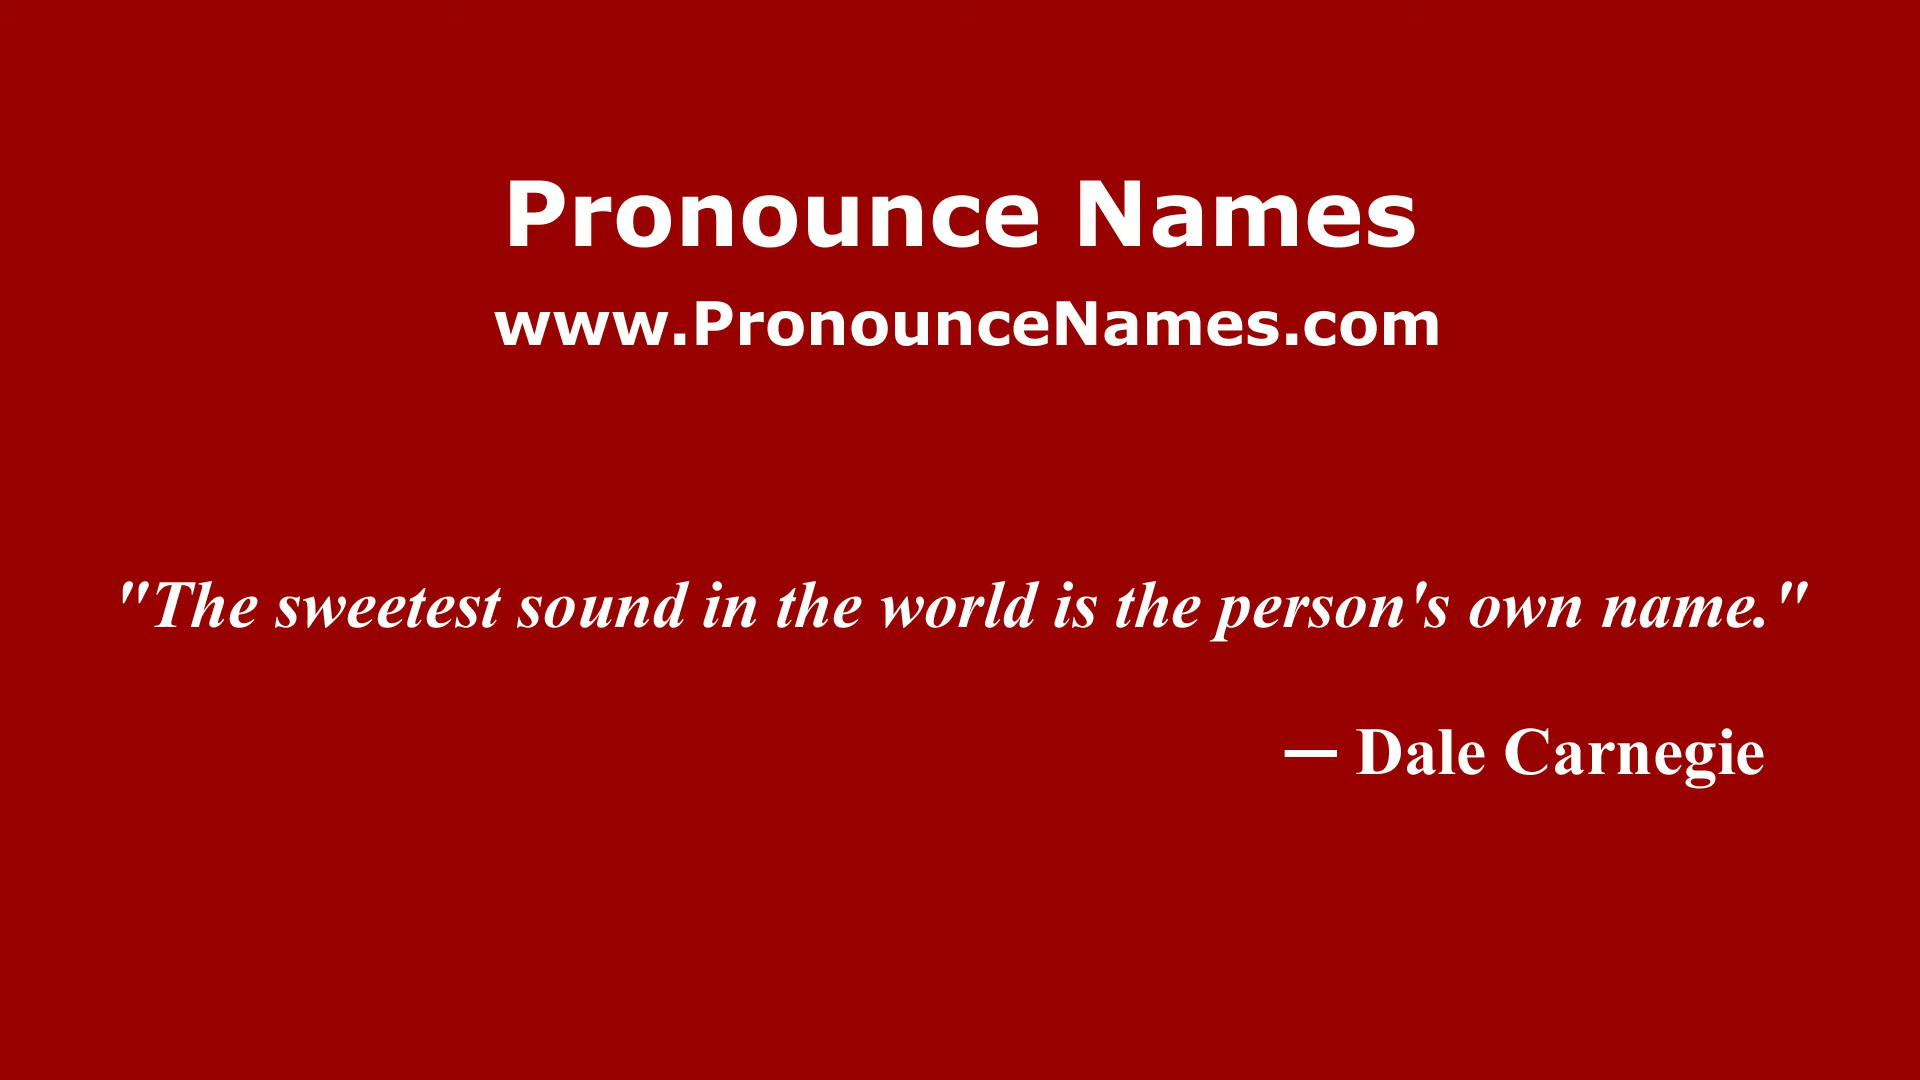 Pronounce Names
www.PronounceNames.com
"The sweetest sound in the world is the person's own name."
— Dale Carnegie